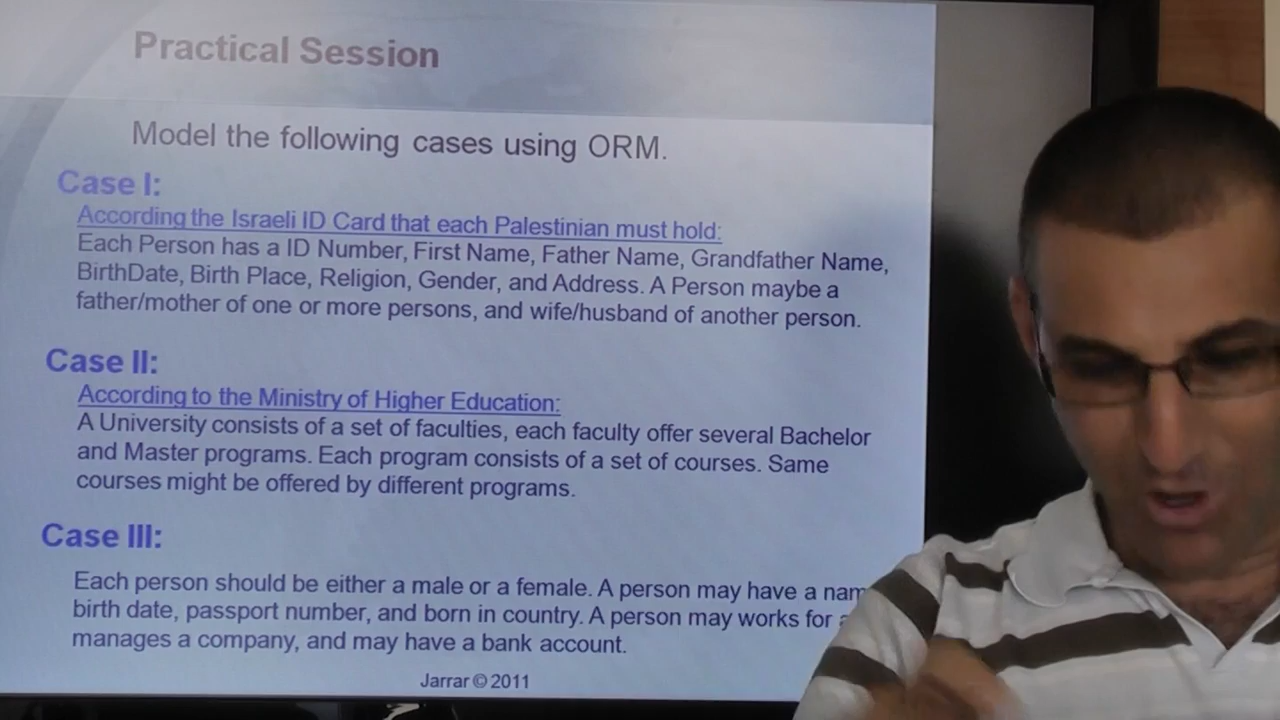 Practical Session
Model the following cases using ORM.
Case I:
According the Israeli ID Card that each Palestinian must hold:
Each Person has a ID Number, First Name, Father Name, Grandfather Name,
BirthDate, Birth Place, Religion, Gender, and Address. A Person maybe a
father/mother of one or more persons, and wife/husband of another person.
Case II:
According to the Ministry of Higher Education:
A University consists of a set of faculties, each faculty offer several Bachelor
and Master programs. Each program consists of a set of courses. Same
courses might be offered by different programs.
Case III:
Each person should be either a male or a female. A person may have a
birth date, passport number, and born in country. A person may works for
manages a company, and may have a bank account.
Jarrar © 2011